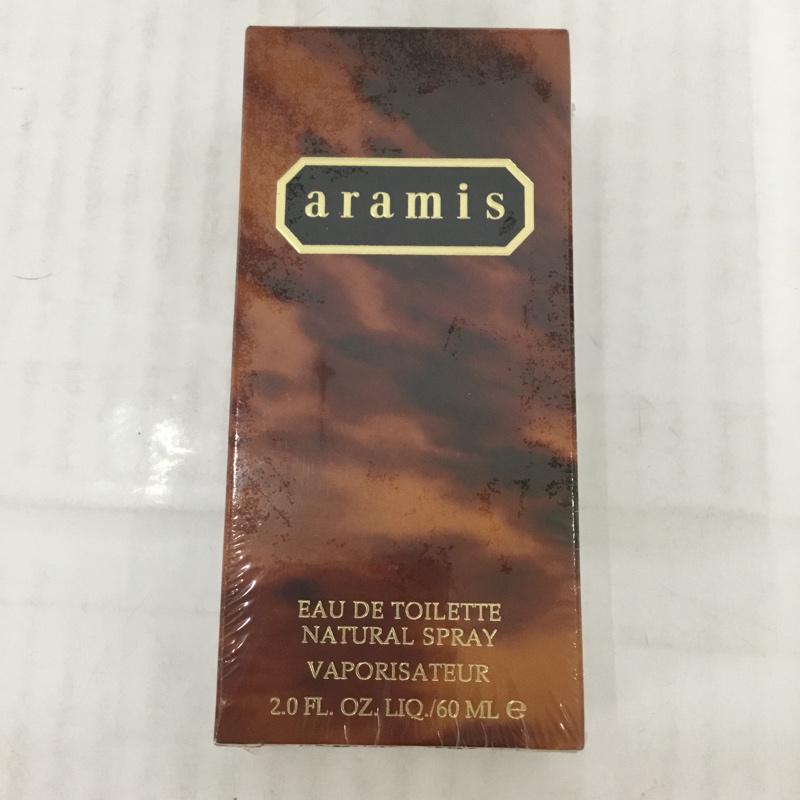 aramis
EAU DE TOILETTE
NATURAL SPRAY
VAPORISATEUR
2.0 FL. OZ. LIQ./60 ML ℮